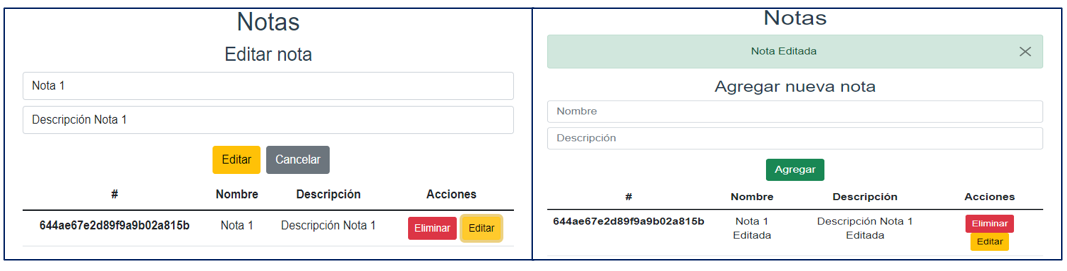 Notas
Editar nota
Nota 1
Descripción Nota 1
Editar Cancelar
# Nombre Descripción Acciones
644ae67e2d89f9a9b02a815b Nota 1 Descripción Nota 1 Eliminar Editar
Notas
Nota Editada
Agregar nueva nota
Nombre
Descripción
Agregar
# Nombre Descripción Acciones
644ae67e2d89f9a9b02a815b Nota 1 Descripción Nota 1 Eliminar
Editada Editada Editar